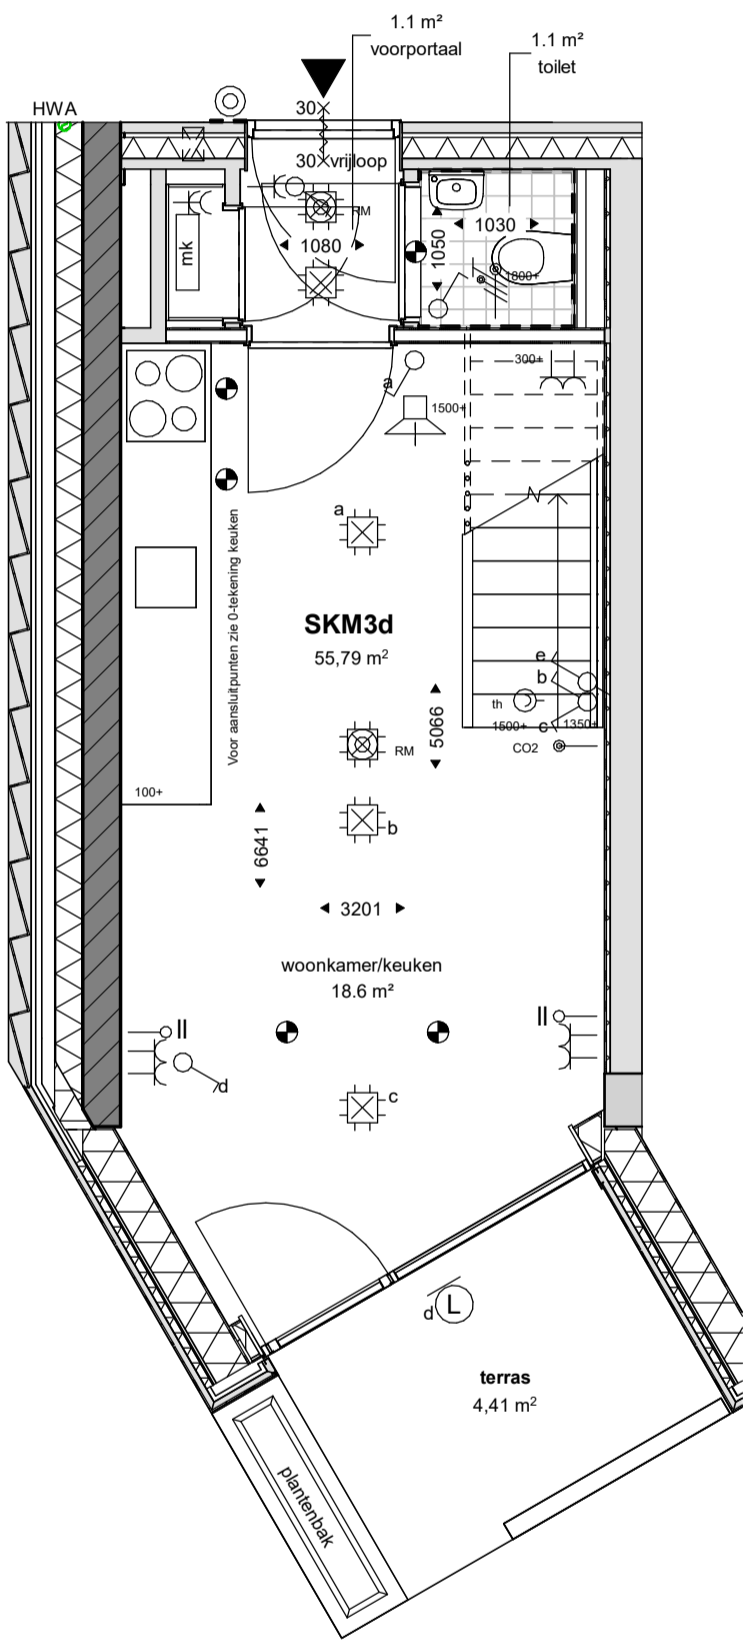 1.1 m²
voorportaal
1.1 m²
toilet
HWA
30
30
vrijloop
RM
mk
1080
1050
1030
1800+
a
300+
1500+
a
Voor aansluitpunten zie 0-tekening keuken
SKM3d
55,79 m²
e
b
th
1500+
c
1350+
5066
CO2
RM
100+
b
6641
3201
woonkamer/keuken
18.6 m²
d
c
d
L
terras
4,41 m²
plantenbak